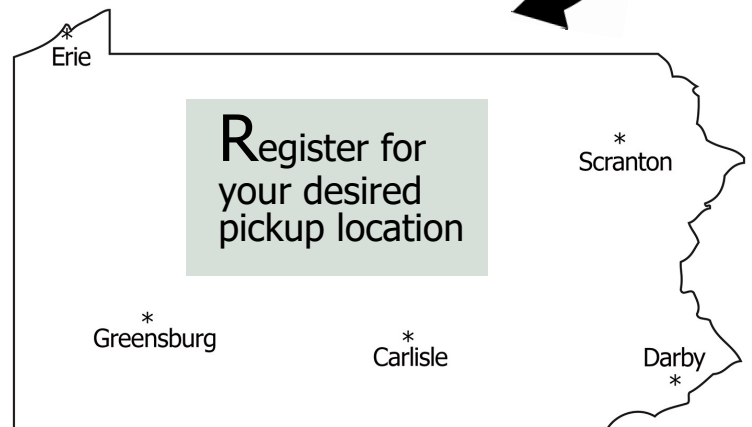 *
Erie
Register for
your desired
pickup location
*
Scranton
*
Greensburg
*
Carlisle
Darby
*